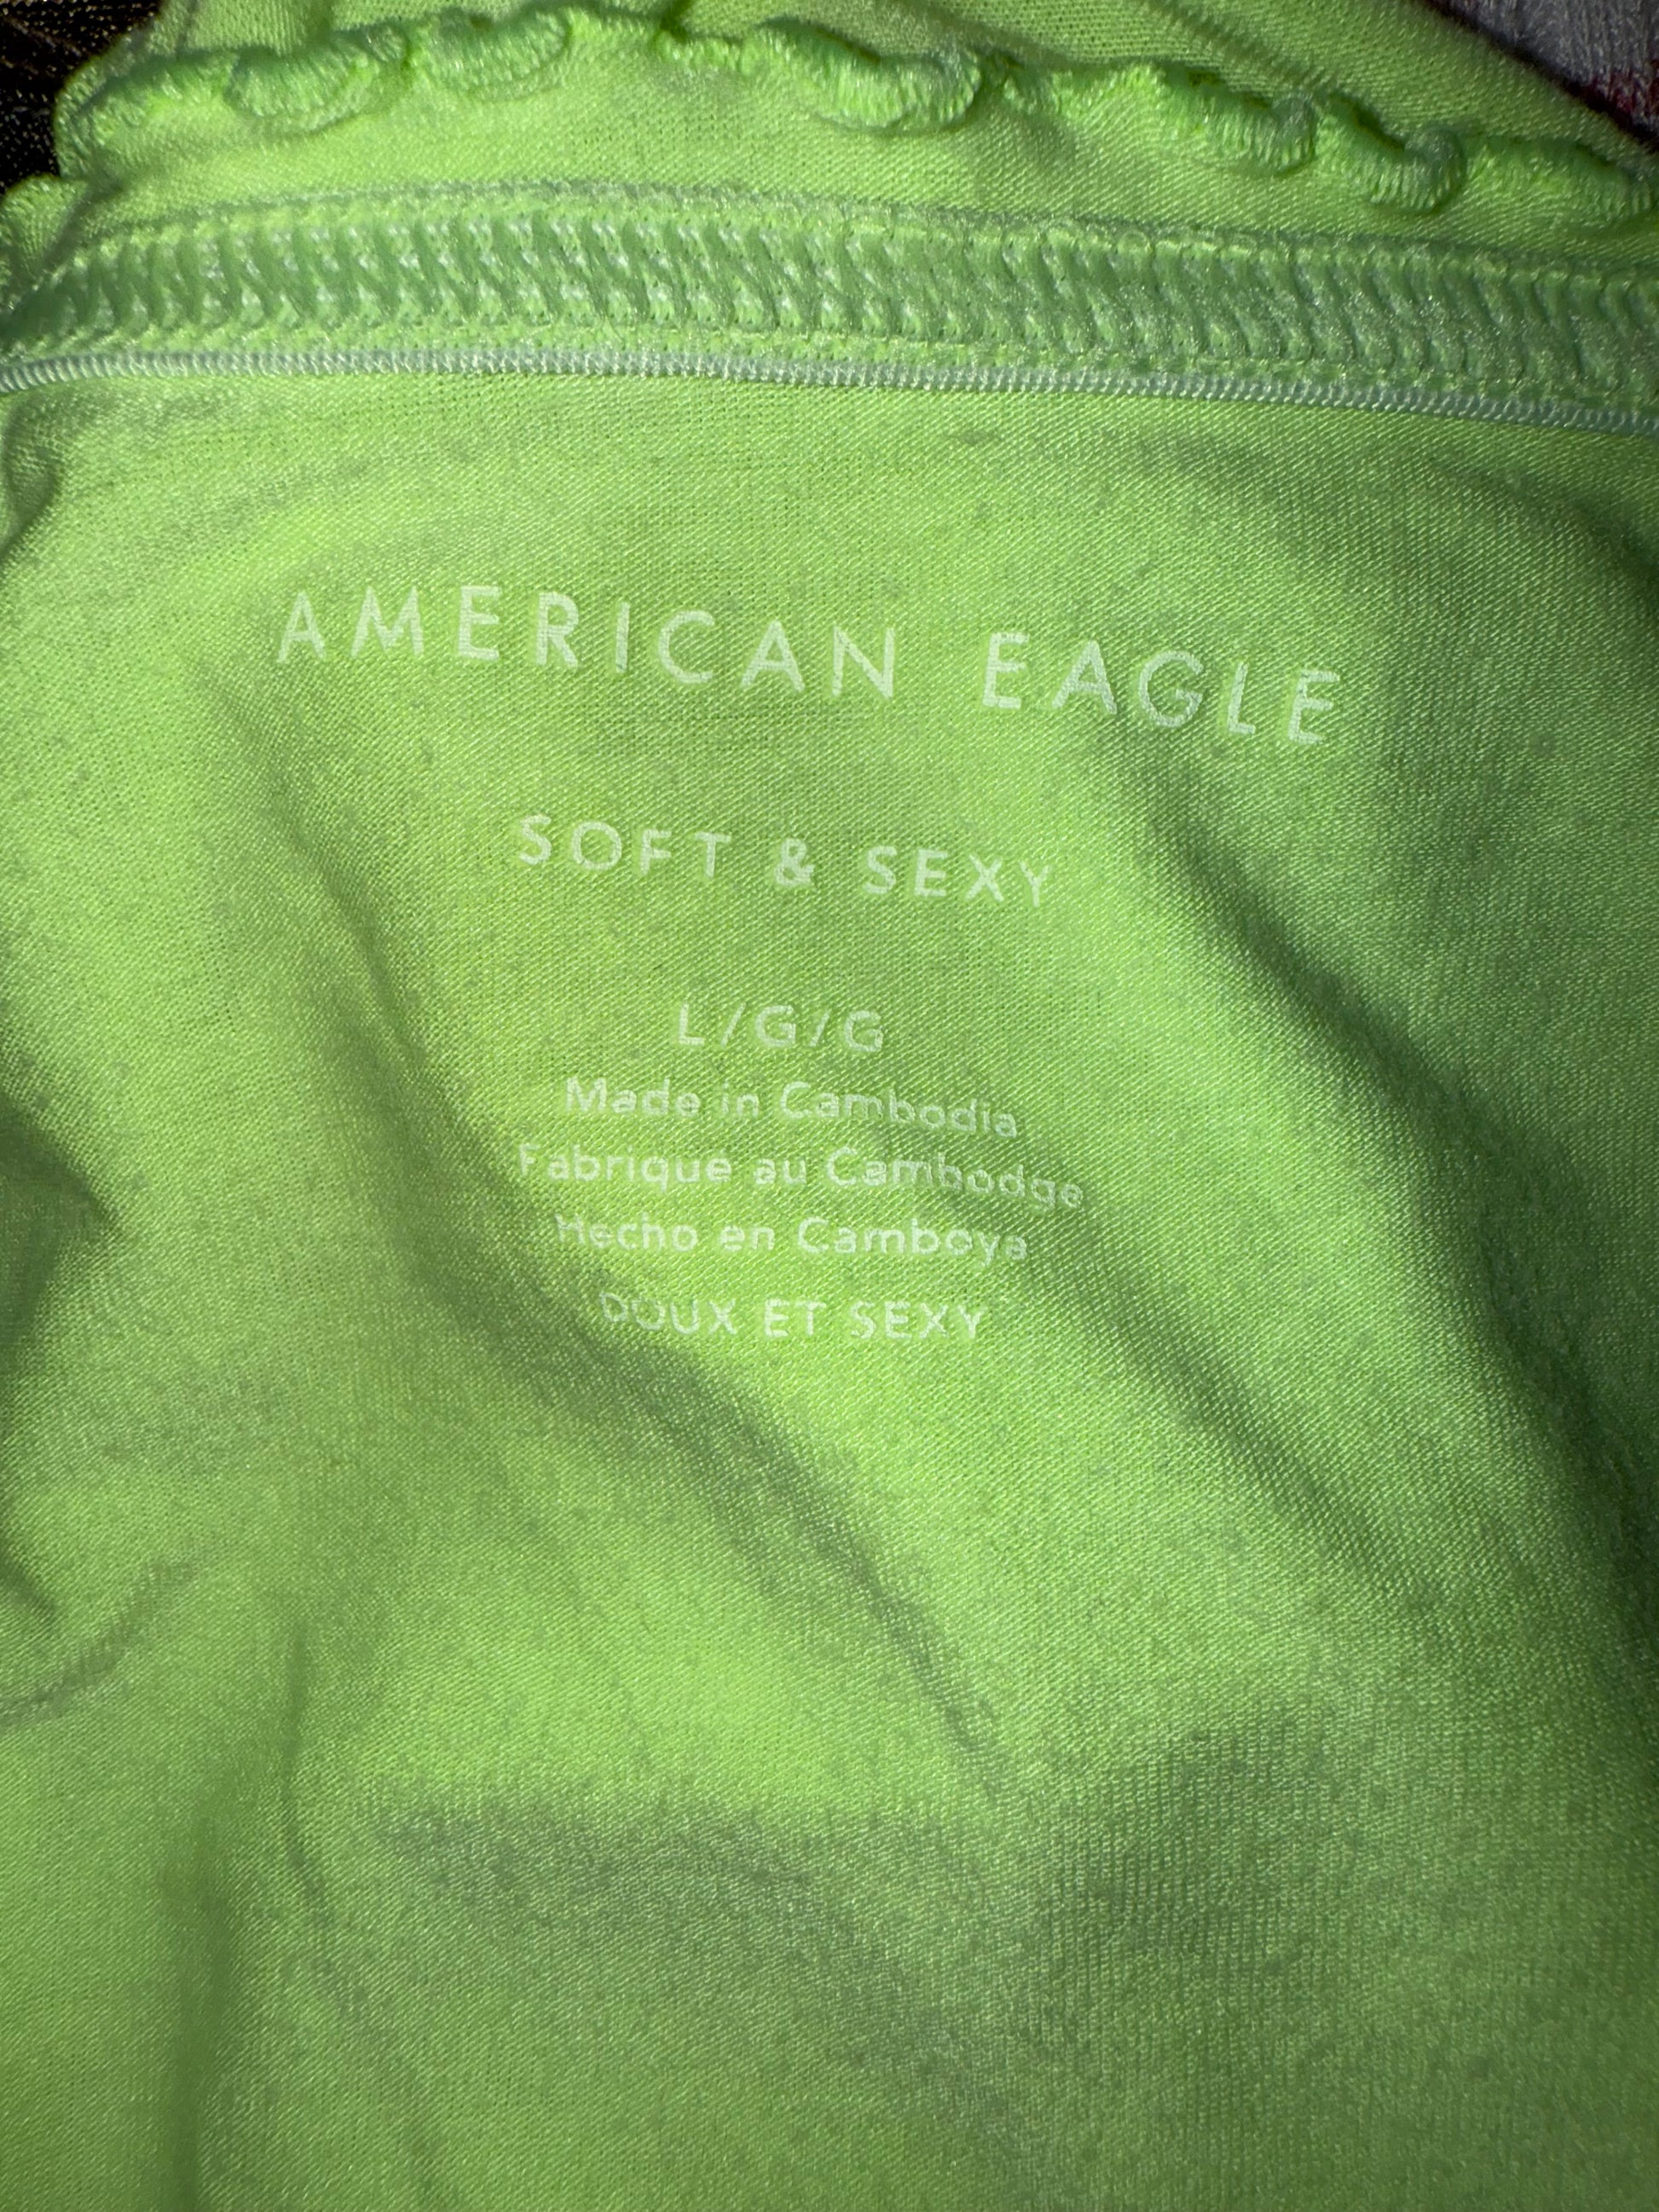 AMERICAN EAGLE
SOFT & SEXY
L/G/G
Made in Cambodia
Fabrique au Cambodge
Hecho en Camboya
DOUX ET SEXY